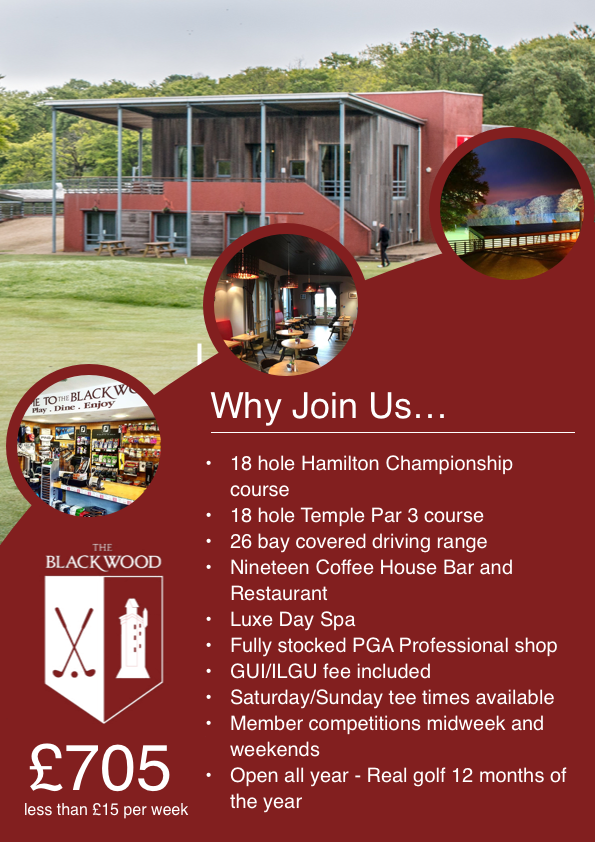 E TO THE BLACKWO
Play . Dine . Enjoy
Why Join Us…
• 18 hole Hamilton Championship
course
• 18 hole Temple Par 3 course
• 26 bay covered driving range
• Nineteen Coffee House Bar and
Restaurant
• Luxe Day Spa
• Fully stocked PGA Professional shop
• GUI/ILGU fee included
• Saturday/Sunday tee times available
• Member competitions midweek and
weekends
• Open all year - Real golf 12 months of
the year
THE
BLACKWOOD
£705
less than £15 per week